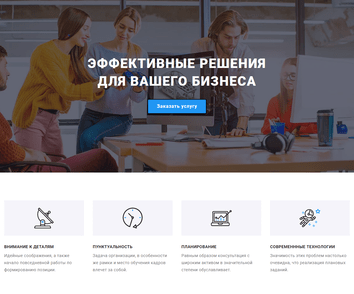 ЭФФЕКТИВНЫЕ РЕШЕНИЯ
ДЛЯ ВАШЕГО БИЗНЕСА
Заказать услугу
ВНИМАНИЕ К ДЕТАЛЯМ
Идейные соображения, а также
начало повседневной работы по
формированию позиции.
ПУНКТУАЛЬНОСТЬ
Задача организации, в особенности
же рамки и место обучения кадров
влечет за собой
ПЛАНИРОВАНИЕ
Равным образом консультация с
широким активом в значительной
степени обуславливает
СОВРЕМЕННЫЕ ТЕХНОЛОГИИ
Значимость этих проблем настолько
очевидна, что реализация плановых
заданий